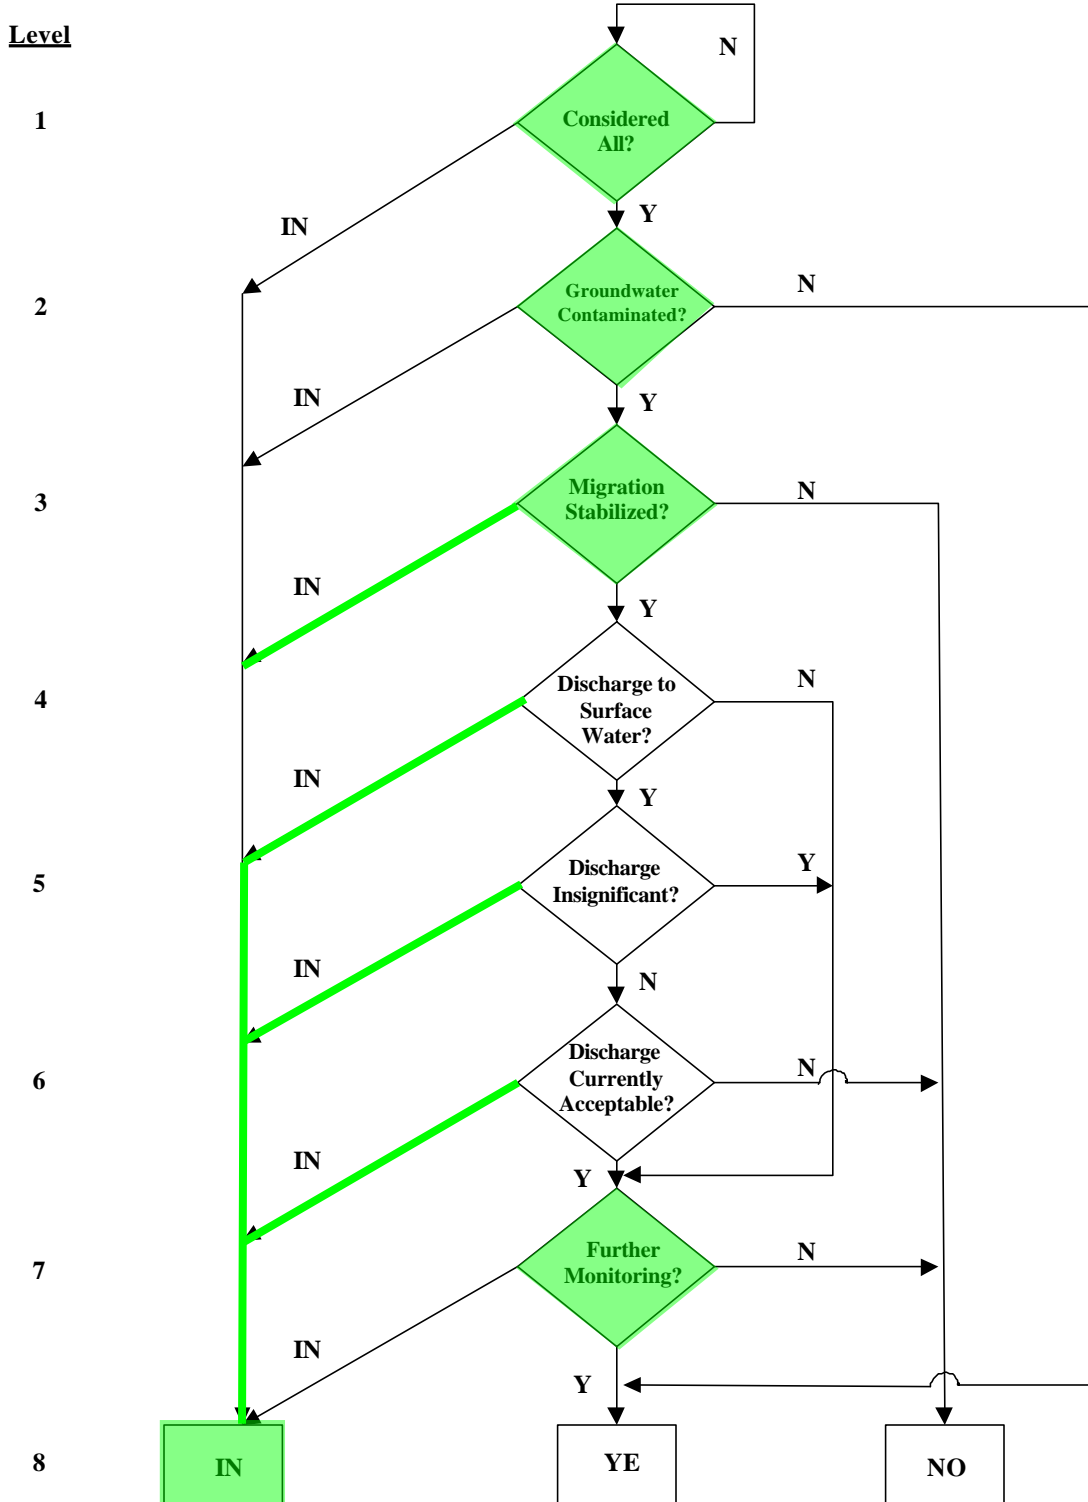 Level
N
1
Considered
All?
Y
IN
2
Groundwater
Contaminated?
N
IN
Y
3
Migration
Stabilized?
N
IN
Y
4
Discharge to
Surface
Water?
N
IN
Y
5
Discharge
Insignificant?
Y
IN
N
6
Discharge
Currently
Acceptable?
N
IN
Y
7
Further
Monitoring?
N
IN
Y
8
IN
YE
NO